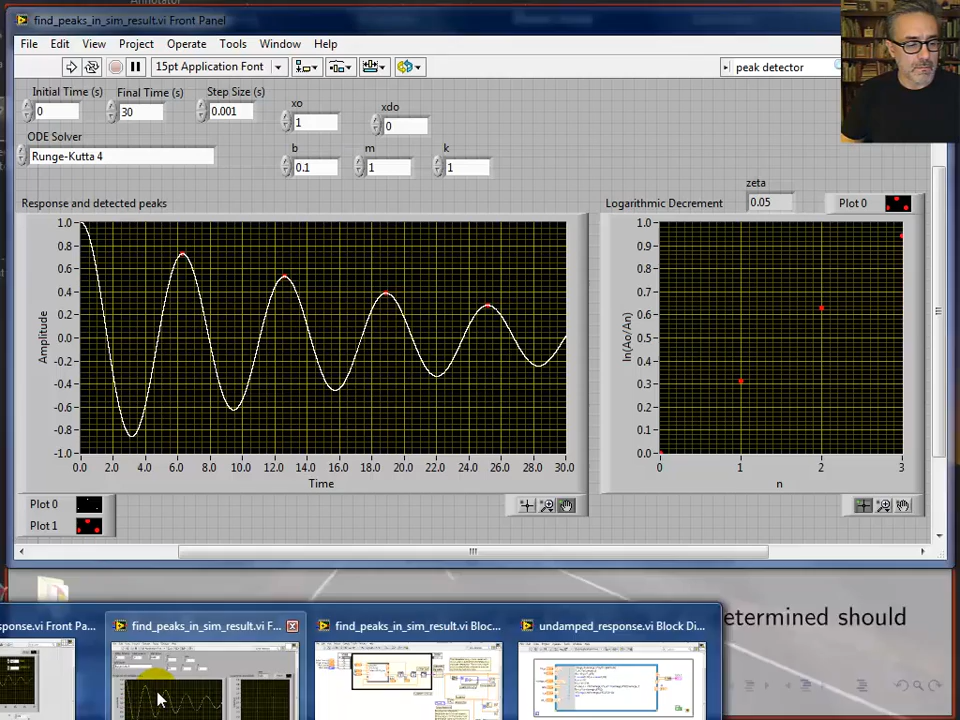 find_peaks_in_sim_result.vi Front Panel
File Edit View Project Operate Tools Window Help
15pt Application Font
peak detector
Initial Time (s) Final Time (s) Step Size (s) xo xdo
0 30 0.001 1 0
ODE Solver
Runge-Kutta 4
b m k
0.1 1 1
Response and detected peaks
Logarithmic Decrement
zeta
0.05
Plot 0
Amplitude
1.0
0.8
0.6
0.4
0.2
0.0
-0.2
-0.4
-0.6
-0.8
-1.0
0.0 2.0 4.0 6.0 8.0 10.0 12.0 14.0 16.0 18.0 20.0 22.0 24.0 26.0 28.0 30.0
Time
ln(Ao/An)
1.0
0.9
0.8
0.7
0.6
0.5
0.4
0.3
0.2
0.1
0.0
0 1 2 3
n
Plot 0
Plot 1
etermined should
sponse.vi Front Pa...
find_peaks_in_sim_result.vi F...
find_peaks_in_sim_result.vi Bloc...
undamped_response.vi Block Di...